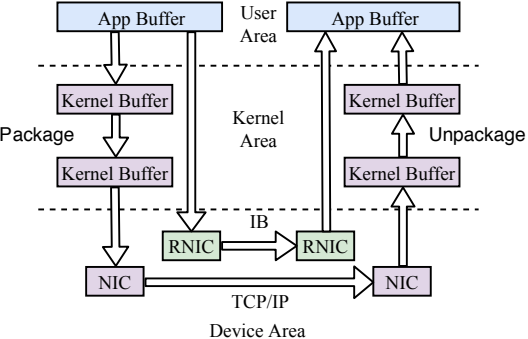 App Buffer
User
Area
App Buffer
Kernel Buffer
Kernel Buffer
Package
Kernel
Area
Unpackage
Kernel Buffer
Kernel Buffer
IB
RNIC
RNIC
NIC
NIC
TCP/IP
Device Area